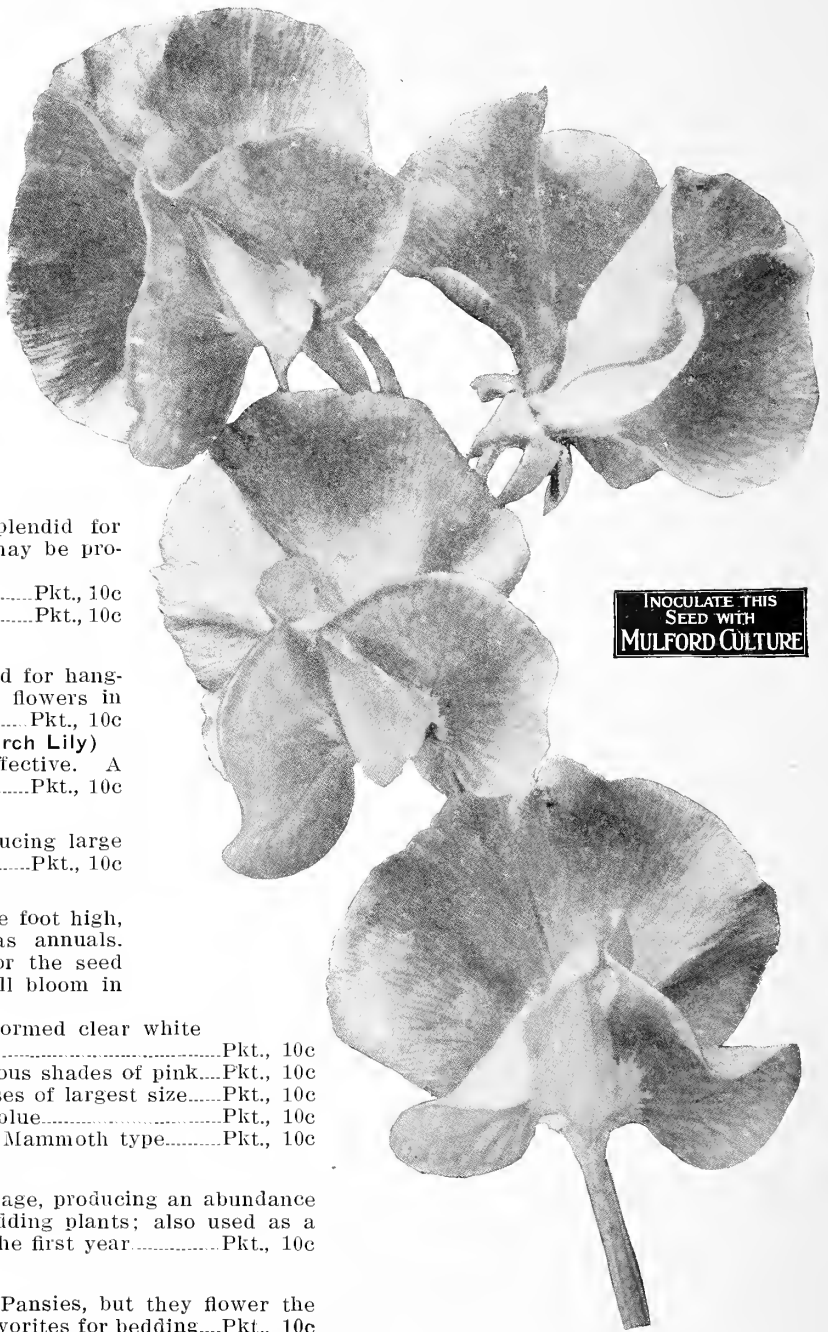 plendid for
may be pro-
Pkt., 10c
Pkt., 10c
d for hang-
flowers in
Pkt., 10c
rch Lily)
fective. A
Pkt., 10c
ucing large
Pkt., 10c
e foot high,
as annuals.
or the seed
ll bloom in
ormed clear white
Pkt., 10c
ous shades of pink....Pkt., 10c
ses of largest size......Pkt., 10c
blue..............................Pkt., 10c
Mammoth type.........Pkt., 10c
age, producing an abundance
iding plants; also used as a
he first year.............Pkt., 10c
Pansies, but they flower the
vorites for bedding....Pkt., 10c
INOCULATE THIS
SEED WITH
MULFORD CULTURE